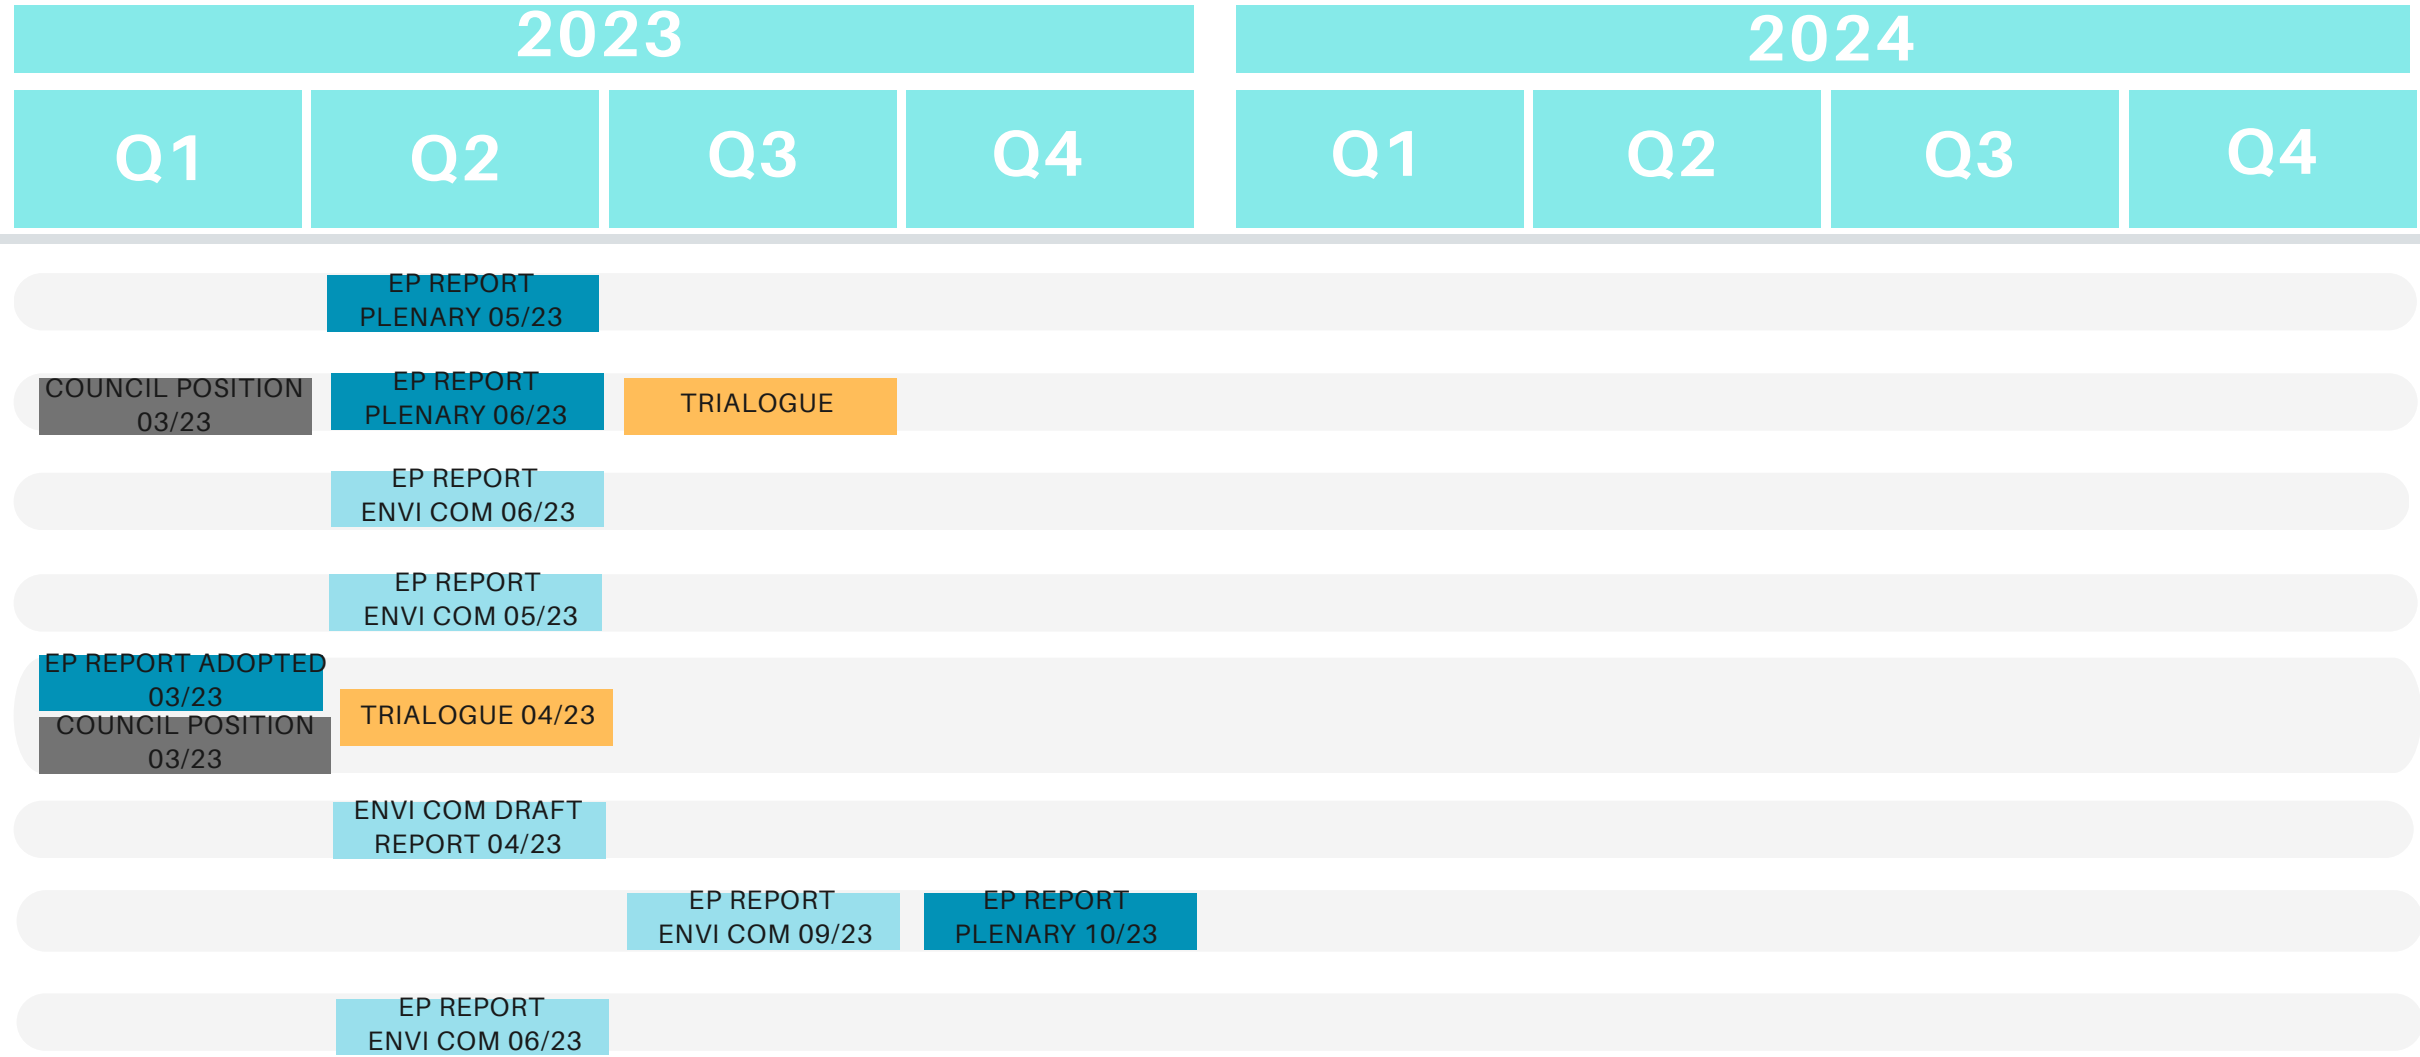 2023
2024
Q1
Q2
Q3
Q4
Q1
Q2
Q3
Q4
EP REPORT
PLENARY 05/23
COUNCIL POSITION
03/23
EP REPORT
PLENARY 06/23
TRIALOGUE
EP REPORT
ENVI COM 06/23
EP REPORT
ENVI COM 05/23
EP REPORT ADOPTED
03/23
COUNCIL POSITION
03/23
TRIALOGUE 04/23
ENVI COM DRAFT
REPORT 04/23
EP REPORT
ENVI COM 09/23
EP REPORT
PLENARY 10/23
EP REPORT
ENVI COM 06/23